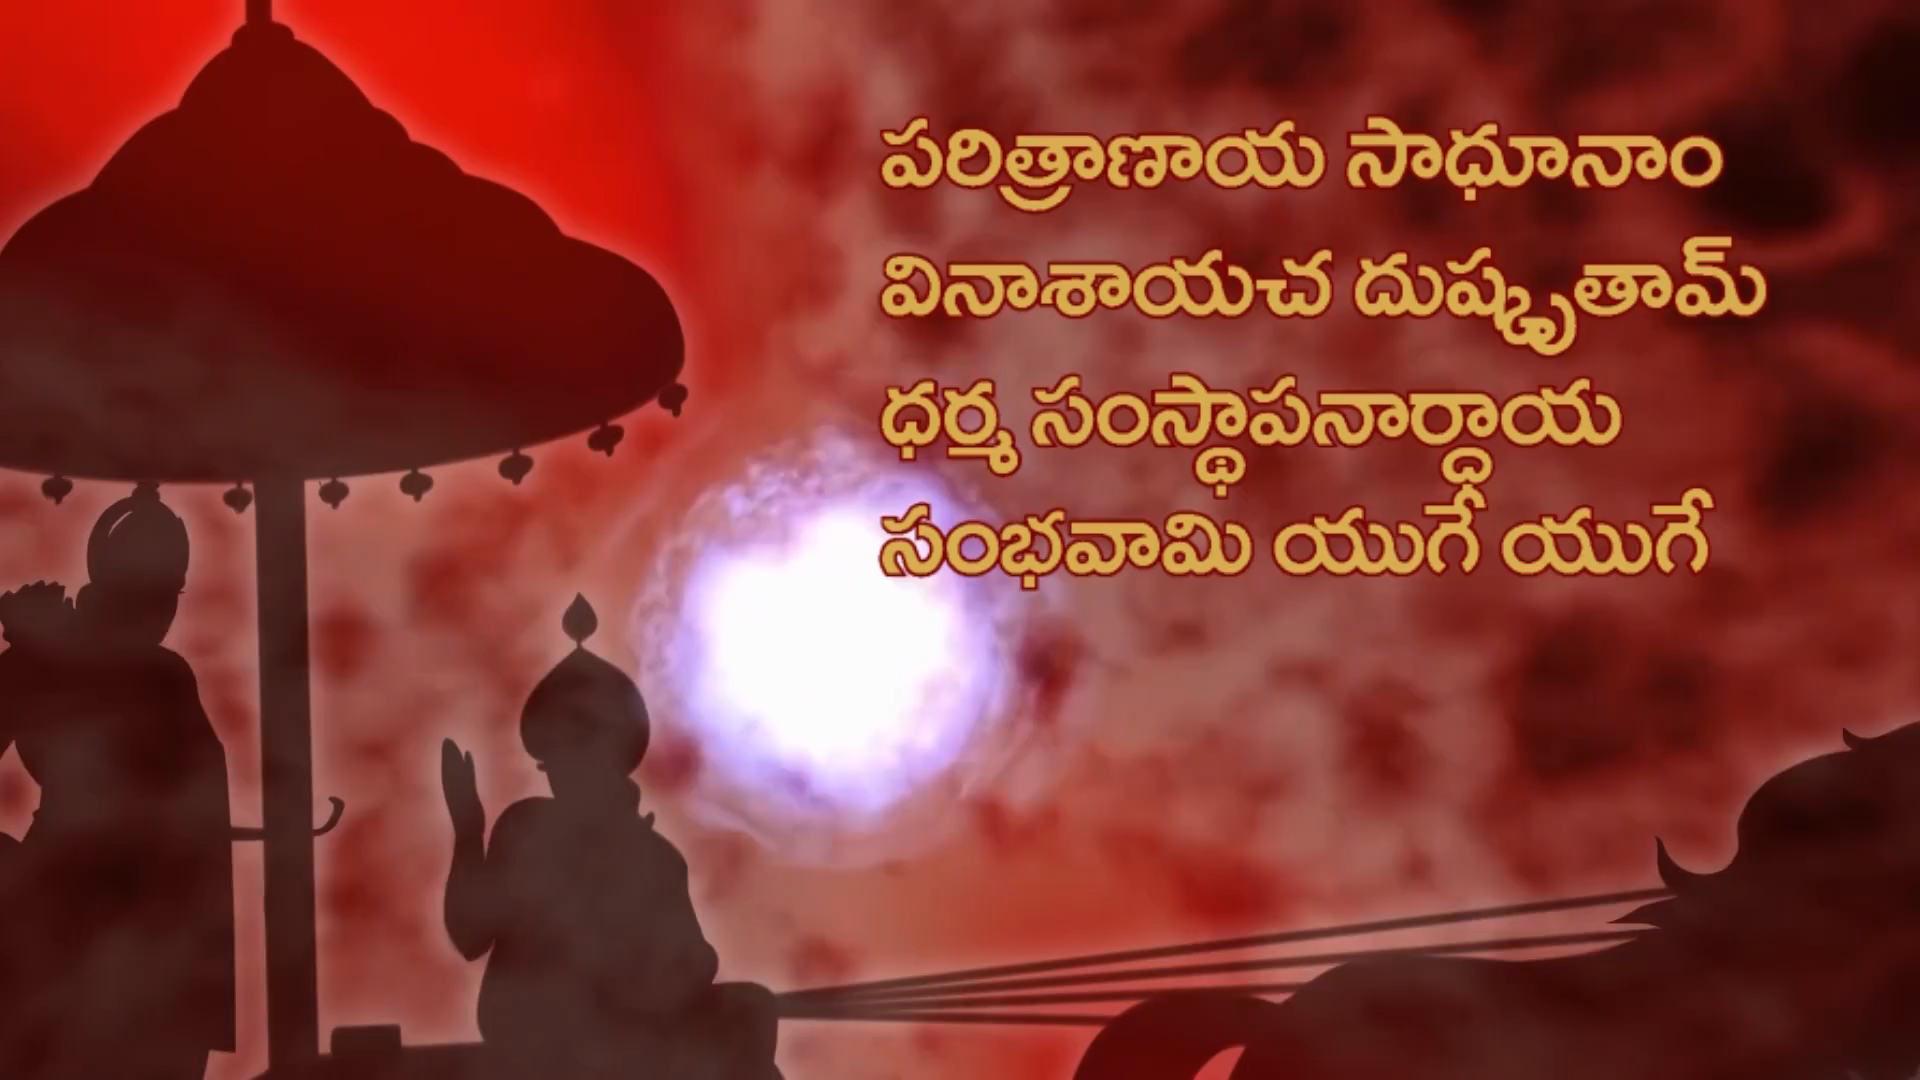 పరిత్రాణాయ సాధూనాం
వినాశాయచ దుష్కృతామ్
ధర్మ సంస్థాపనార్ధాయ
సంభవామి యుగే యుగే